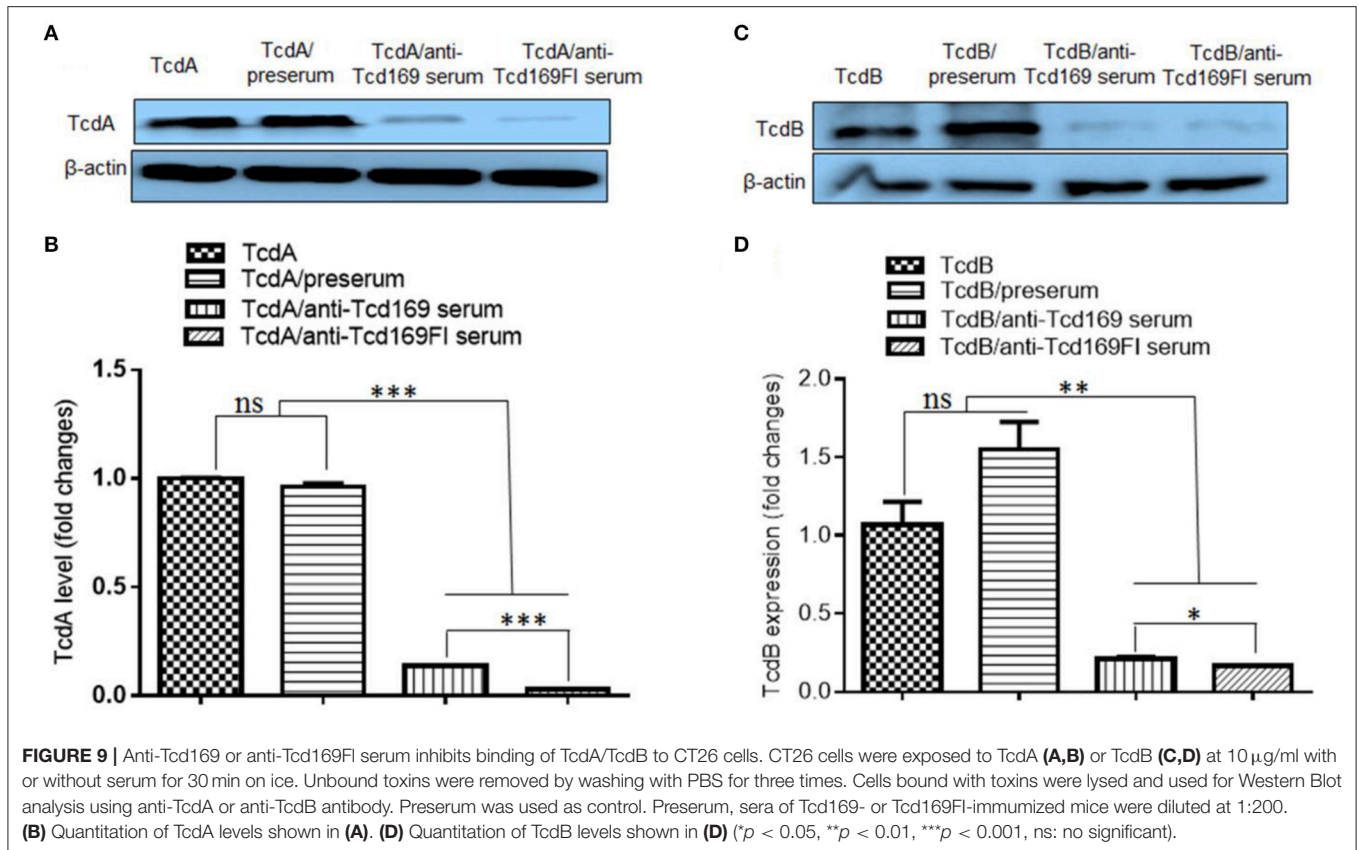 A
TcdA
TcdA/
preserum
TcdA/anti-
Tcd169 serum
TcdA/anti-
Tcd169FI serum
TcdA
β-actin
B
TcdA
TcdA/preserum
TcdA/anti-Tcd169 serum
TcdA/anti-Tcd169FI serum
TcdA level (fold changes)
1.5
1.0
0.5
0.0
ns
***
***
C
TcdB
TcdB/
preserum
TcdB/anti-
Tcd169 serum
TcdB/anti-
Tcd169FI serum
TcdB
β-actin
D
TcdB
TcdB/preserum
TcdB/anti-Tcd169 serum
TcdB/anti-Tcd169FI serum
TcdB expression (fold changes)
2.0
1.5
1.0
0.5
0.0
ns
**
*
FIGURE 9 | Anti-Tcd169 or anti-Tcd169FI serum inhibits binding of TcdA/TcdB to CT26 cells. CT26 cells were exposed to TcdA (A,B) or TcdB (C,D) at 10 µg/ml with
or without serum for 30 min on ice. Unbound toxins were removed by washing with PBS for three times. Cells bound with toxins were lysed and used for Western Blot
analysis using anti-TcdA or anti-TcdB antibody. Preserum was used as control. Preserum, sera of Tcd169- or Tcd169FI-immumized mice were diluted at 1:200.
(B) Quantitation of TcdA levels shown in (A). (D) Quantitation of TcdB levels shown in (D) (*p < 0.05, **p < 0.01, ***p < 0.001, ns: no significant).